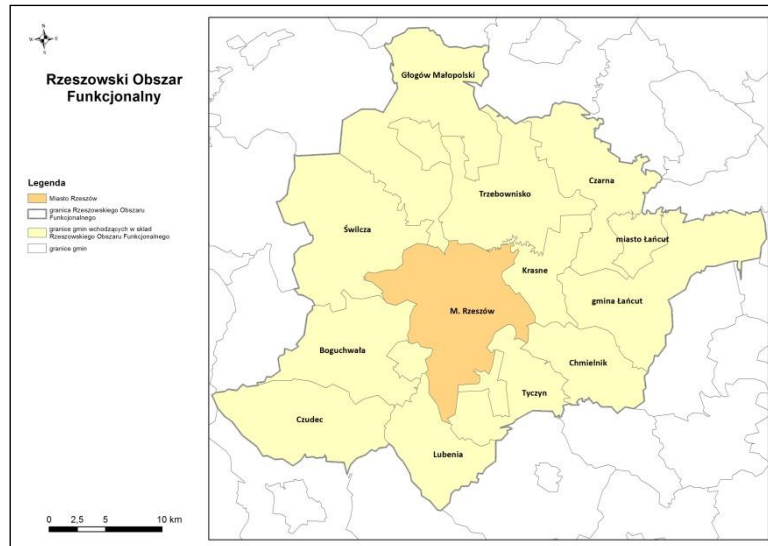 N
W
E
S
Rzeszowski Obszar
Funkcjonalny
Legenda
Miasto Rzeszów
granica Rzeszowskiego Obszaru
Funkcjonalnego
granice gmin wchodzących w skład
Rzeszowskiego Obszaru Funkcjonalnego
granice gmin
0 2,5 5 10 km
Głogów Małopolski
Trzebownisko
Czarna
Świlcza
miasto Łańcut
Krasne
gmina Łańcut
M. Rzeszów
Boguchwała
Chmielnik
Tyczyn
Czudec
Lubenia